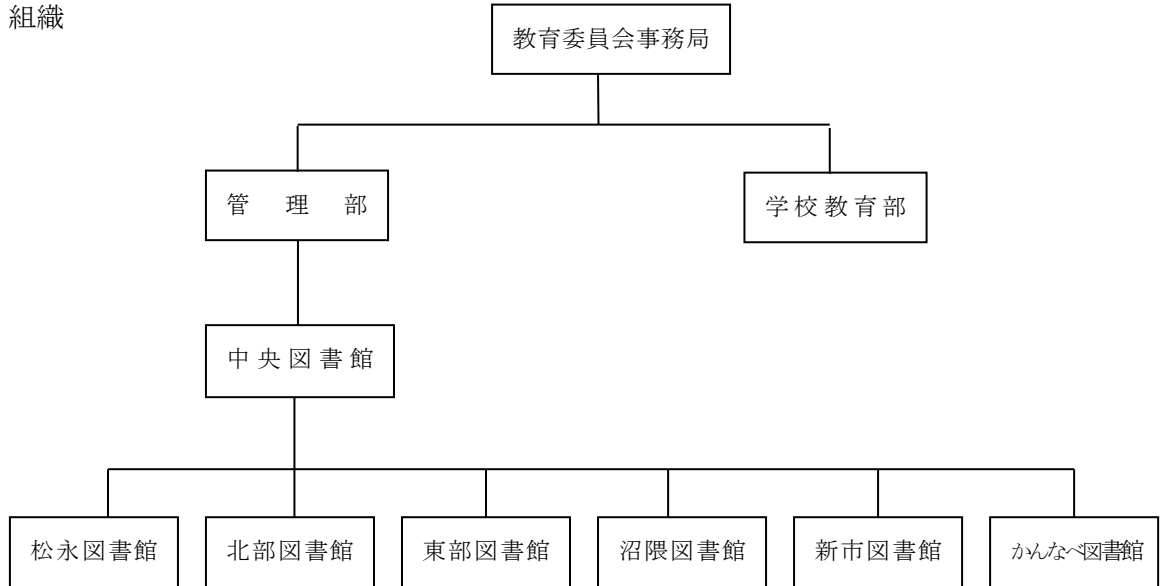 組織
教育委員会事務局
管理部
学校教育部
中央図書館
松永図書館
北部図書館
東部図書館
沼隈図書館
新市図書館
かんなべ図書館